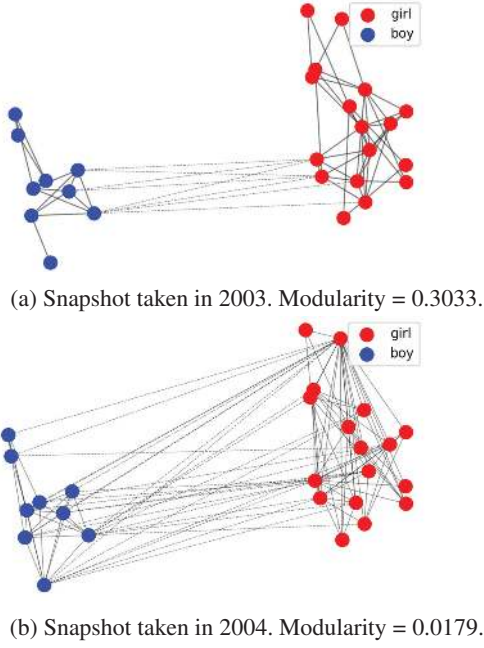 girl
boy
(a) Snapshot taken in 2003. Modularity = 0.3033.
girl
boy
(b) Snapshot taken in 2004. Modularity = 0.0179.